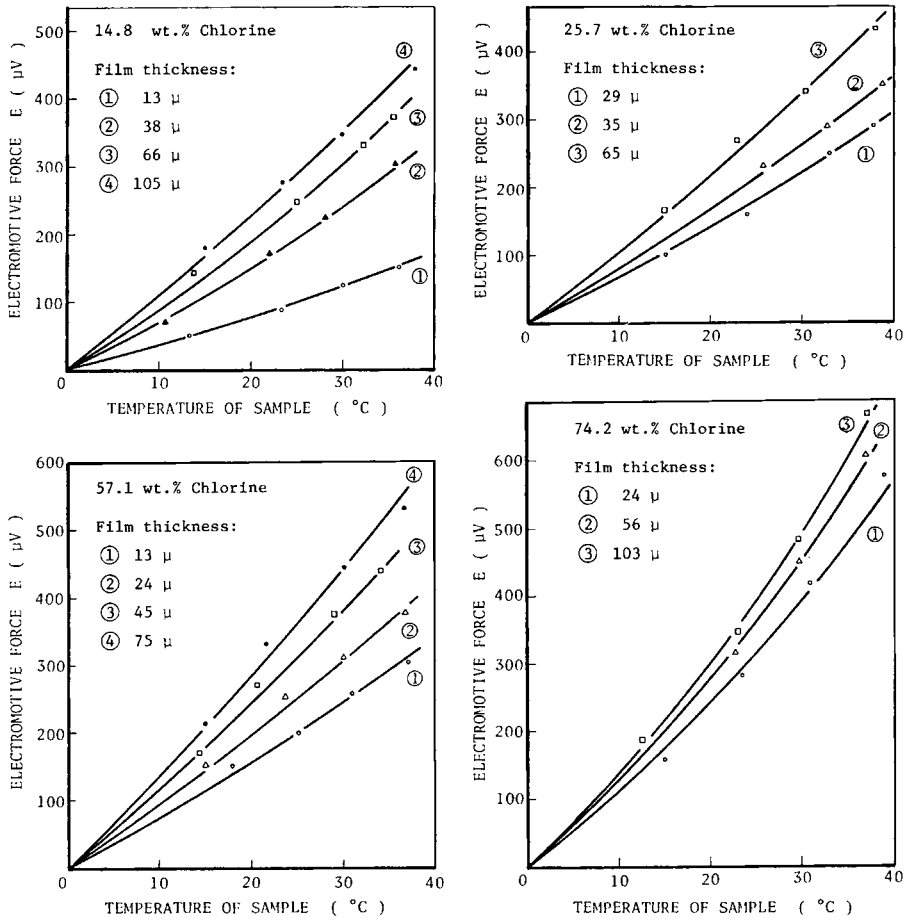 14.8 wt.% Chlorine
Film thickness:
① 13 μ
② 38 μ
③ 66 μ
④ 105 μ
④
③
②
①
500
400
300
200
100
0
10
20
30
40
ELECTROMOTIVE FORCE E ( μV )
TEMPERATURE OF SAMPLE ( °C )
25.7 wt.% Chlorine
Film thickness:
① 29 μ
② 35 μ
③ 65 μ
③
②
①
400
300
200
100
0
10
20
30
40
ELECTROMOTIVE FORCE E ( μV )
TEMPERATURE OF SAMPLE ( °C )
57.1 wt.% Chlorine
Film thickness:
① 13 μ
② 24 μ
③ 45 μ
④ 75 μ
④
③
②
①
600
500
400
300
200
100
0
10
20
30
40
ELECTROMOTIVE FORCE E ( μV )
TEMPERATURE OF SAMPLE ( °C )
74.2 wt.% Chlorine
Film thickness:
① 24 μ
② 56 μ
③ 103 μ
③
②
①
600
500
400
300
200
100
0
10
20
30
40
ELECTROMOTIVE FORCE E ( μV )
TEMPERATURE OF SAMPLE ( °C )